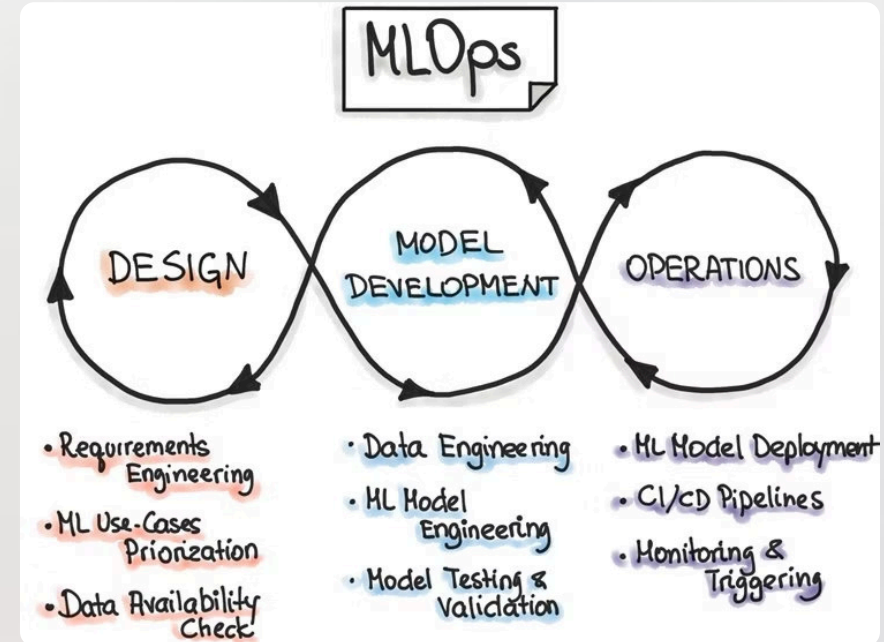 MLOps
DESIGN
MODEL
DEVELOPMENT
OPERATIONS
• Requirements
Engineering
• ML Use-Cases
Priorization
• Data Availability
Check
• Data Engineering
• ML Model
Engineering
• Model Testing &
Validation
• ML Model Deployment
• CI/CD Pipelines
• Monitoring &
Triggering